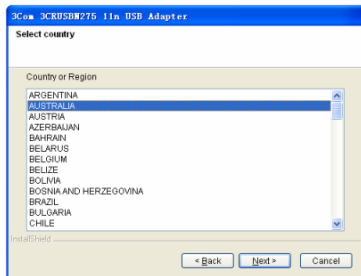 3Com 3CRUSBN275 11n USB Adapter
Select country
Country or Region
ARGENTINA
AUSTRALIA
AUSTRIA
AZERBAIJAN
BAHRAIN
BELARUS
BELGIUM
BELIZE
BOLIVIA
BOSNIA AND HERZEGOVINA
BRAZIL
BULGARIA
CHILE
InstallShield
< Back
Next >
Cancel